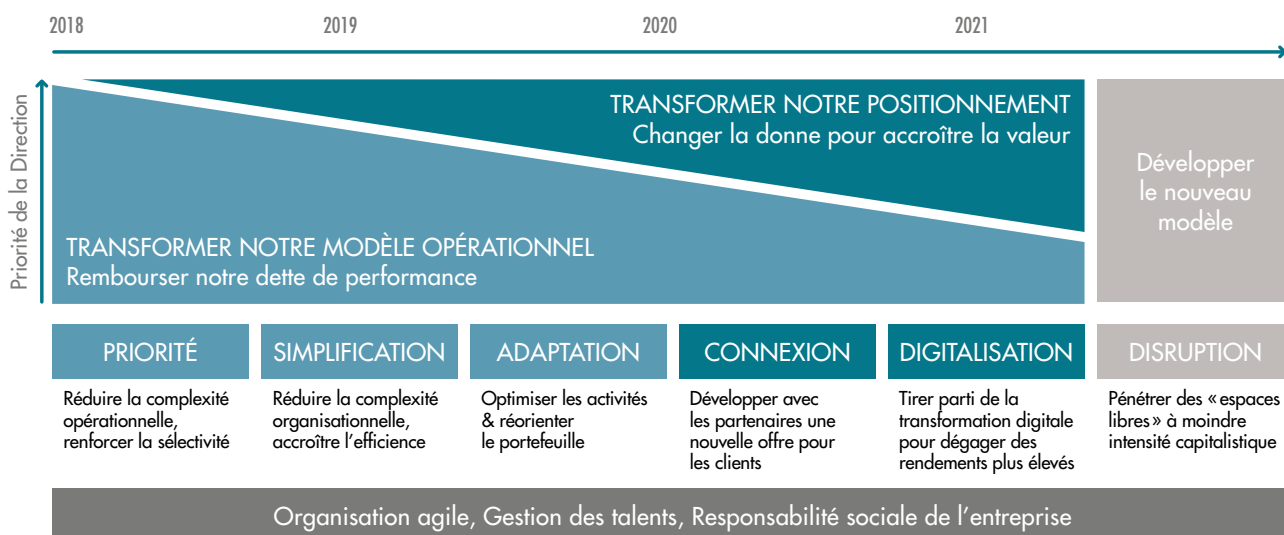 2018 2019 2020 2021
Priorité de la Direction
TRANSFORMER NOTRE POSITIONNEMENT
Changer la donne pour accroître la valeur
TRANSFORMER NOTRE MODÈLE OPÉRATIONNEL
Rembourser notre dette de performance
Développer
le nouveau
modèle
PRIORITÉ
Réduire la complexité
opérationnelle,
renforcer la sélectivité
SIMPLIFICATION
Réduire la complexité
organisationnelle,
accroître l’efficience
ADAPTATION
Optimiser les activités
& réorienter
le portefeuille
CONNEXION
Développer avec
les partenaires une
nouvelle offre pour
les clients
DIGITALISATION
Tirer parti de la
transformation digitale
pour dégager des
rendements plus élevés
DISRUPTION
Pénétrer des « espaces
libres » à moindre
intensité capitalistique
Organisation agile, Gestion des talents, Responsabilité sociale de l’entreprise